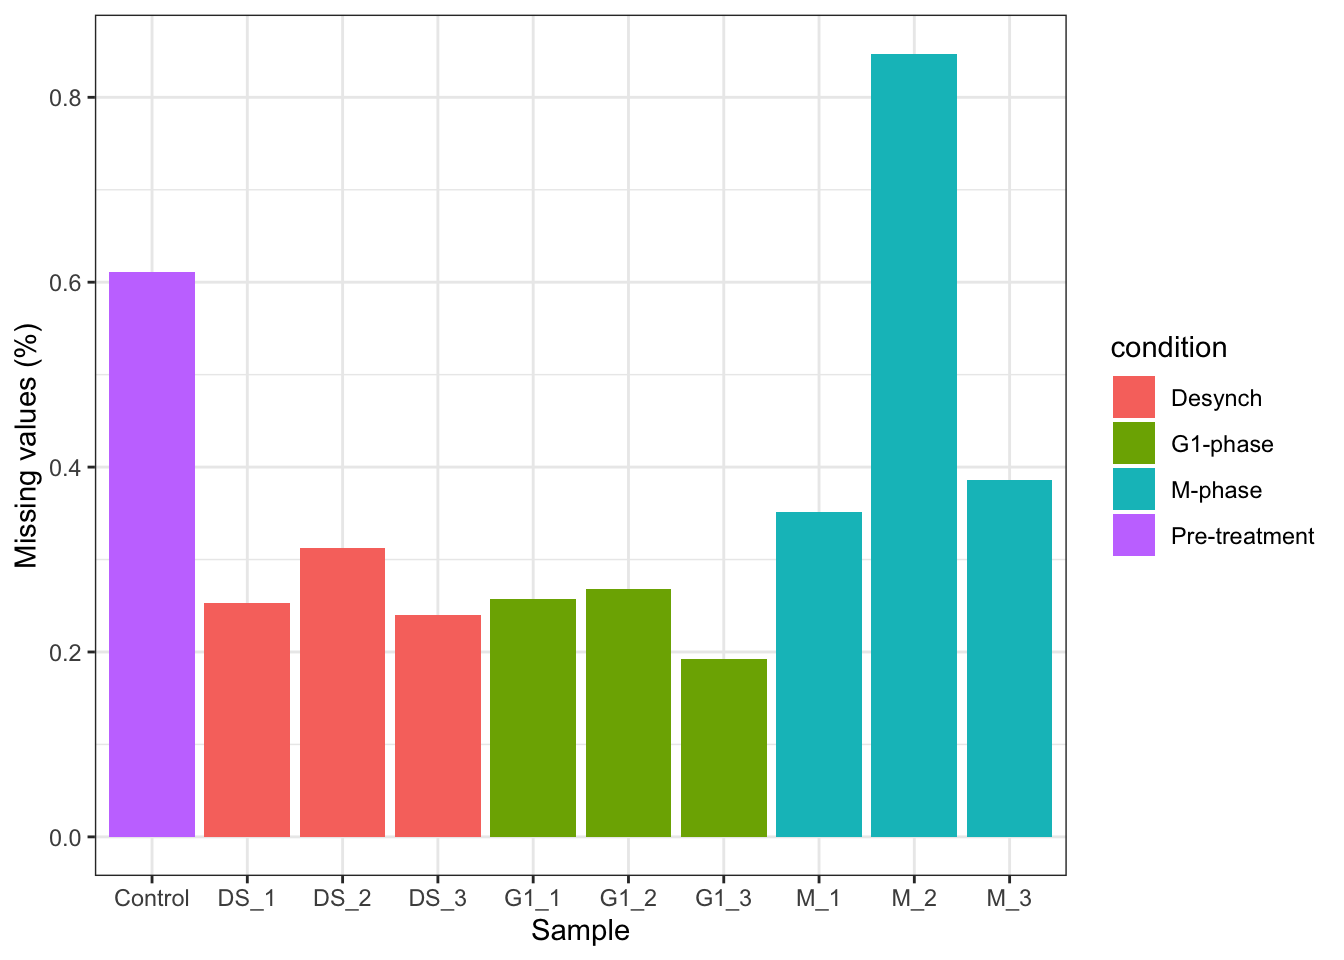 Missing values (%)
0.8
0.6
0.4
0.2
0.0
Control DS_1 DS_2 DS_3 G1_1 G1_2 G1_3 M_1 M_2 M_3
Sample
condition
Desynch
G1-phase
M-phase
Pre-treatment